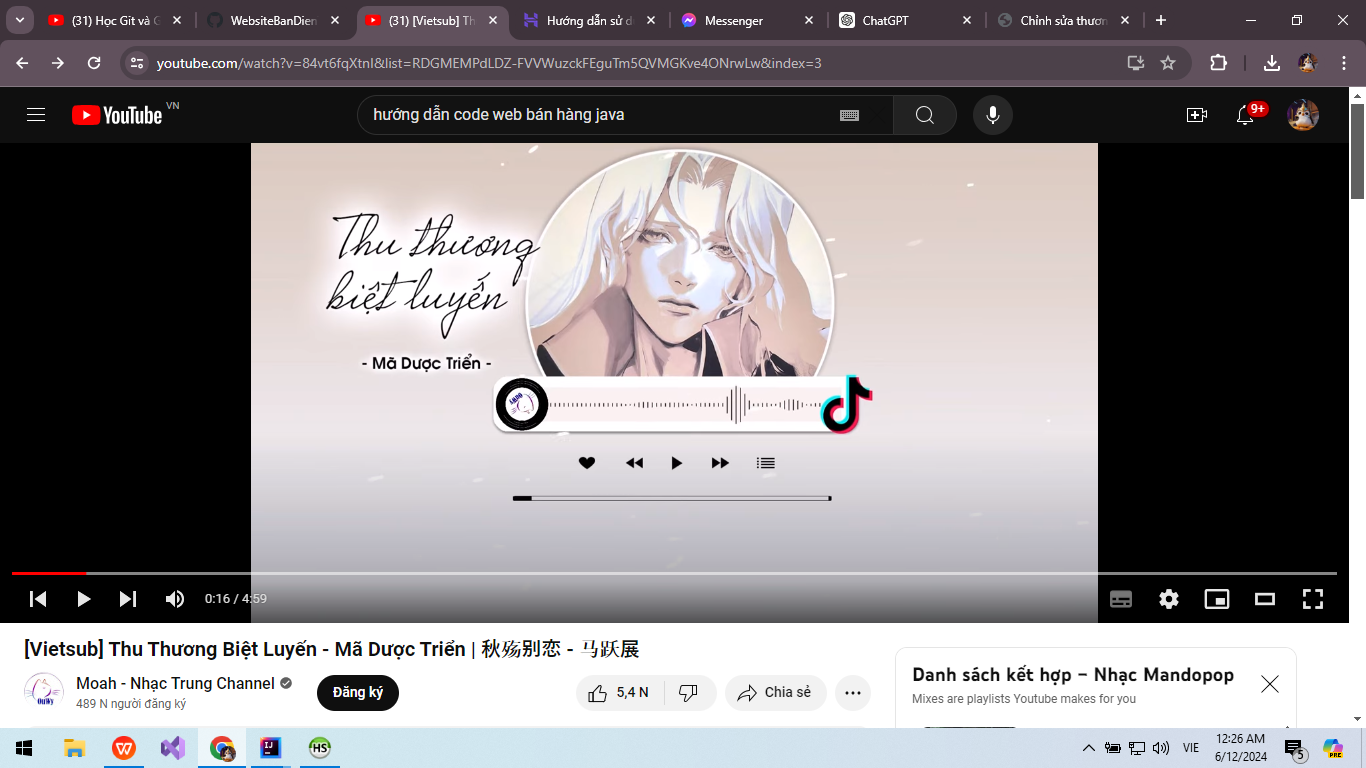 (31) Học Git và G
WebsiteBanDien
(31) [Vietsub] Th
Hướng dẫn sử d
Messenger
ChatGPT
Chỉnh sửa thươn
youtube.com/watch?v=84vt6fqXtnI&list=RDGMEMPdLDZ-FVVWuzckFEguTm5QVMGKve4ONrwLw&index=3
YouTube VN
hướng dẫn code web bán hàng java
9+
Thu thương
biệt luyến
- Mã Dược Triển -
0:16 / 4:59
[Vietsub] Thu Thương Biệt Luyến - Mã Dược Triển | 秋殇别恋 - 马跃展
Moah - Nhạc Trung Channel
489 N người đăng ký
Đăng ký
5,4 N
Chia sẻ
Danh sách kết hợp – Nhạc Mandopop
Mixes are playlists Youtube makes for you
VIE
12:26 AM
6/12/2024
5
PRE
HS